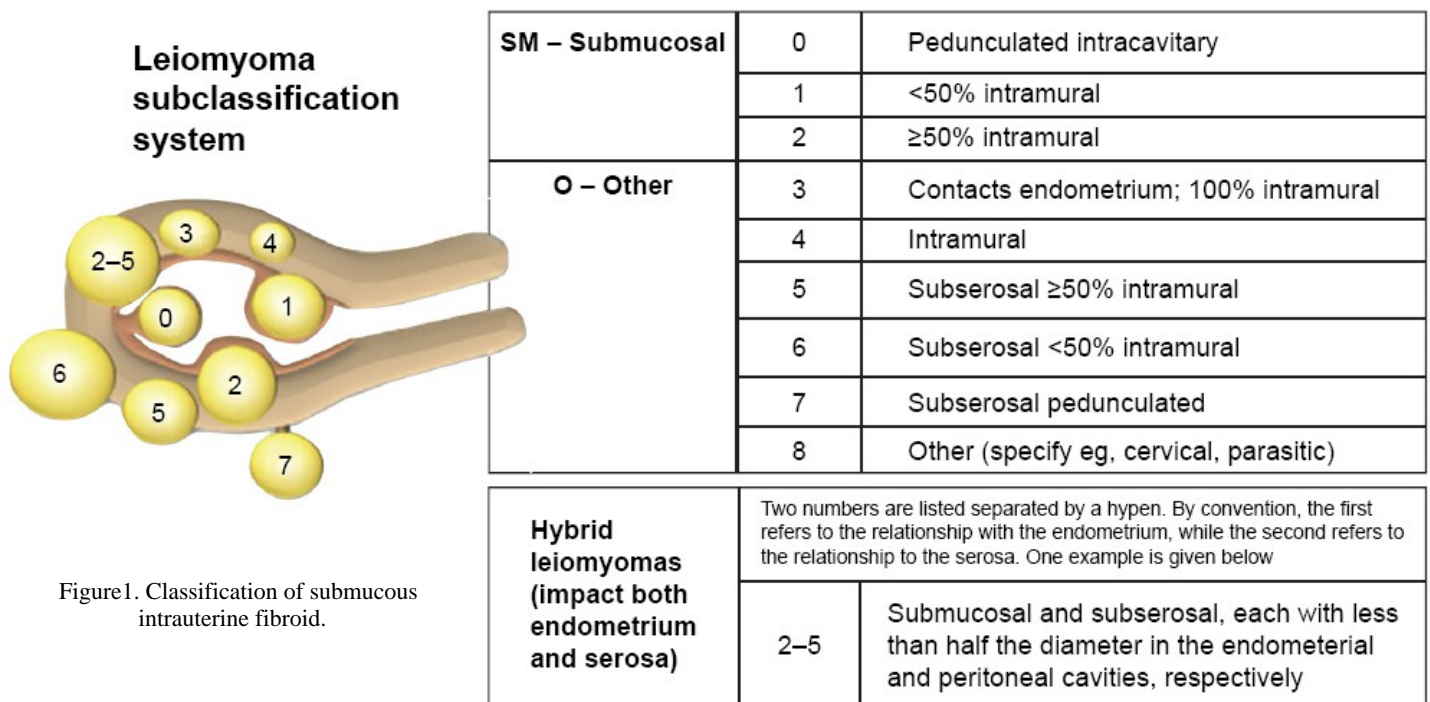 Leiomyoma
subclassification
system
2–5
3
4
0
1
6
5
2
7
Figure1. Classification of submucous
intrauterine fibroid.
SM – Submucosal
0
Pedunculated intracavitary
1
<50% intramural
2
≥50% intramural
O – Other
3
Contacts endometrium; 100% intramural
4
Intramural
5
Subserosal ≥50% intramural
6
Subserosal <50% intramural
7
Subserosal pedunculated
8
Other (specify eg, cervical, parasitic)
Hybrid
leiomyomas
(impact both
endometrium
and serosa)
Two numbers are listed separated by a hypen. By convention, the first
refers to the relationship with the endometrium, while the second refers to
the relationship to the serosa. One example is given below
2–5
Submucosal and subserosal, each with less
than half the diameter in the endometerial
and peritoneal cavities, respectively